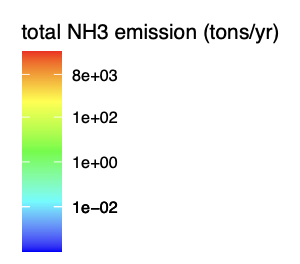 total NH3 emission (tons/yr)
8e+03
1e+02
1e+00
1e−02